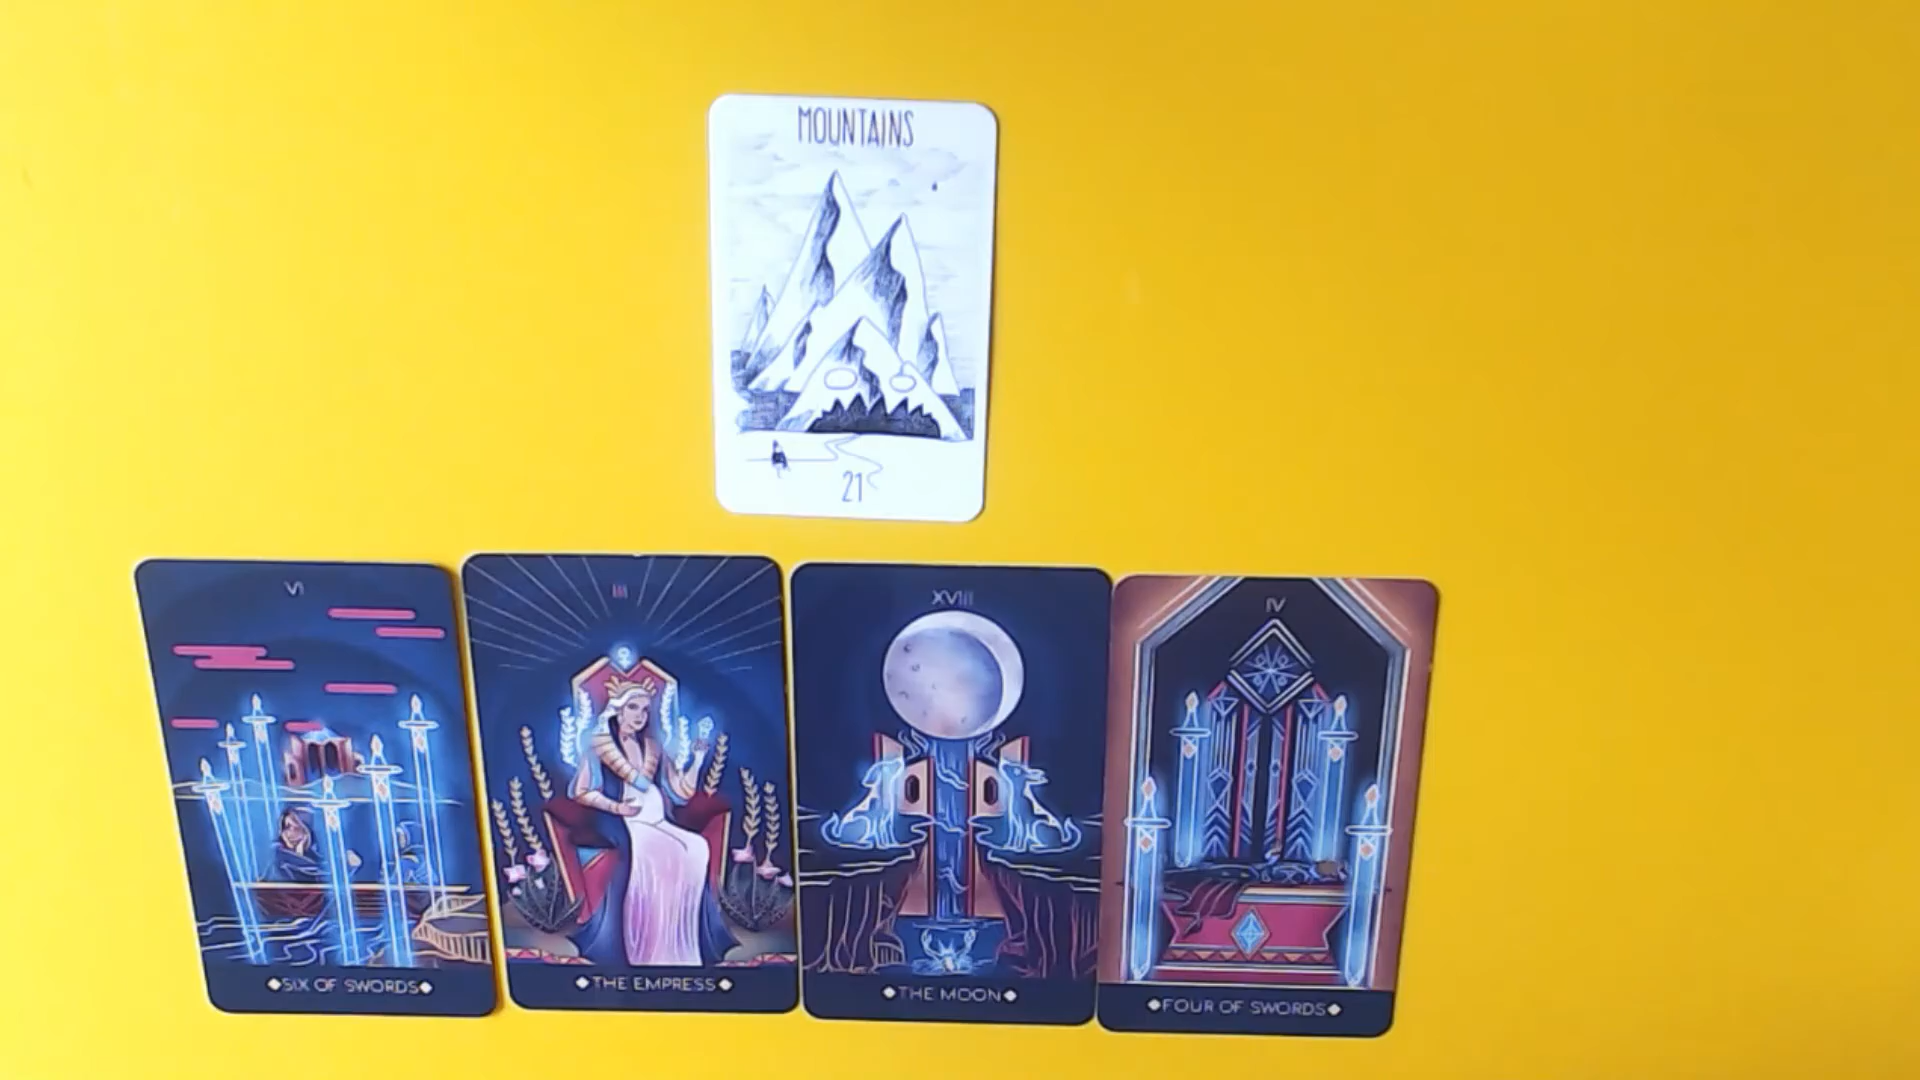 MOUNTAINS
21
VI
III
XVIII
IV
◆SIX OF SWORDS◆
◆THE EMPRESS◆
◆THE MOON◆
◆FOUR OF SWORDS◆